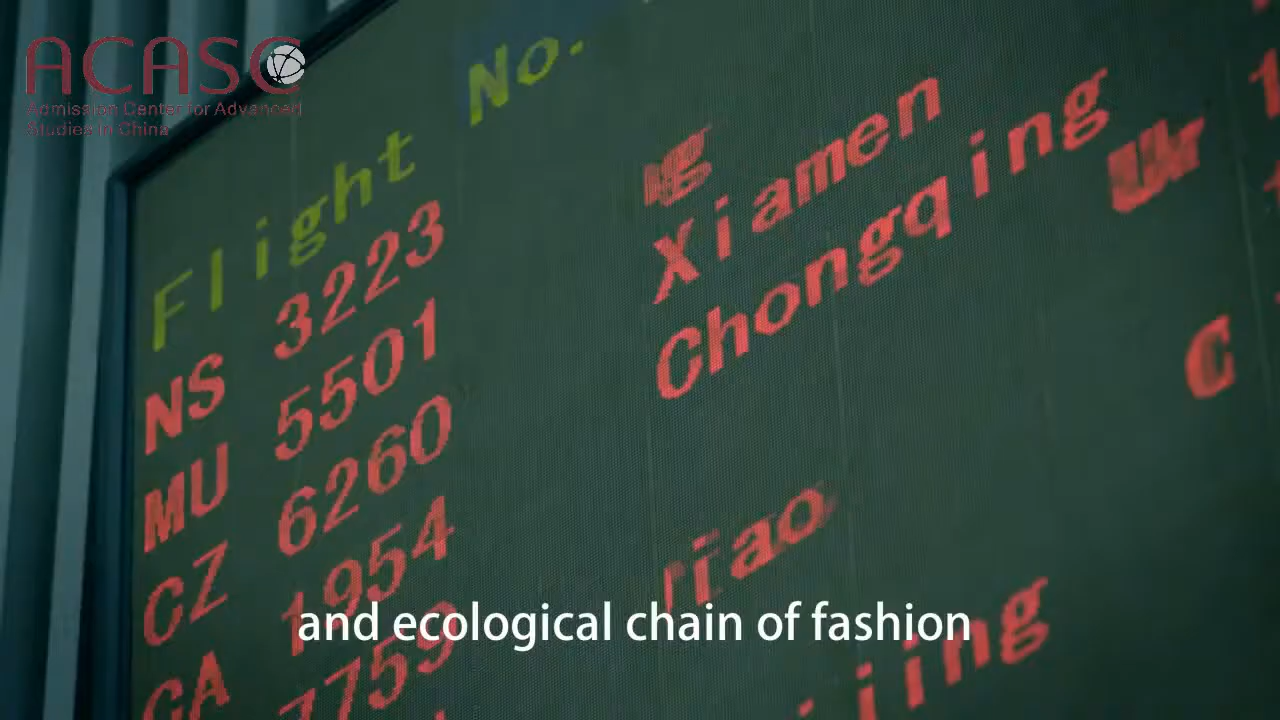 ACASC
Admission Center for Advanced
Studies in China
Flight No.
NS 3223
Xiamen
MU 5501
Chongqing
CZ 6260
CA 1954
7759
and ecological chain of fashion